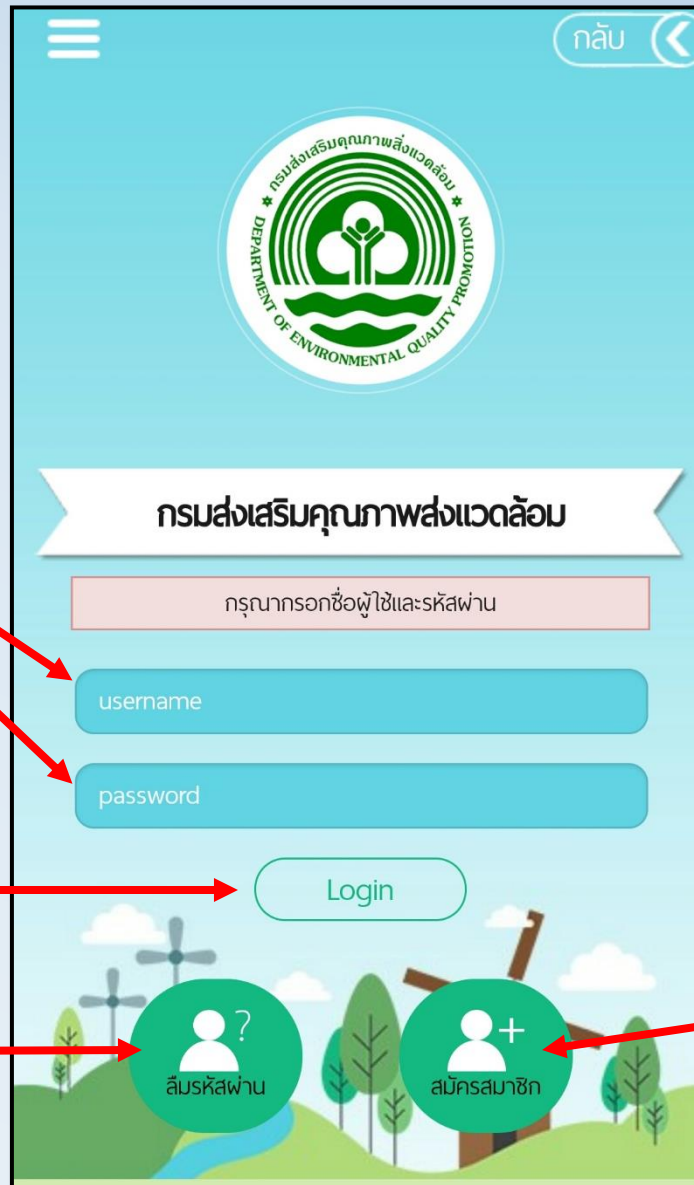 กลับ
กรมส่งเสริมคุณภาพสิ่งแวดล้อม
DEPARTMENT OF ENVIRONMENTAL QUALITY PROMOTION
กรมส่งเสริมคุณภาพส่งแวดล้อม
กรุณากรอกชื่อผู้ใช้และรหัสผ่าน
username
password
Login
?
ลืมรหัสผ่าน
+
สมัครสมาชิก